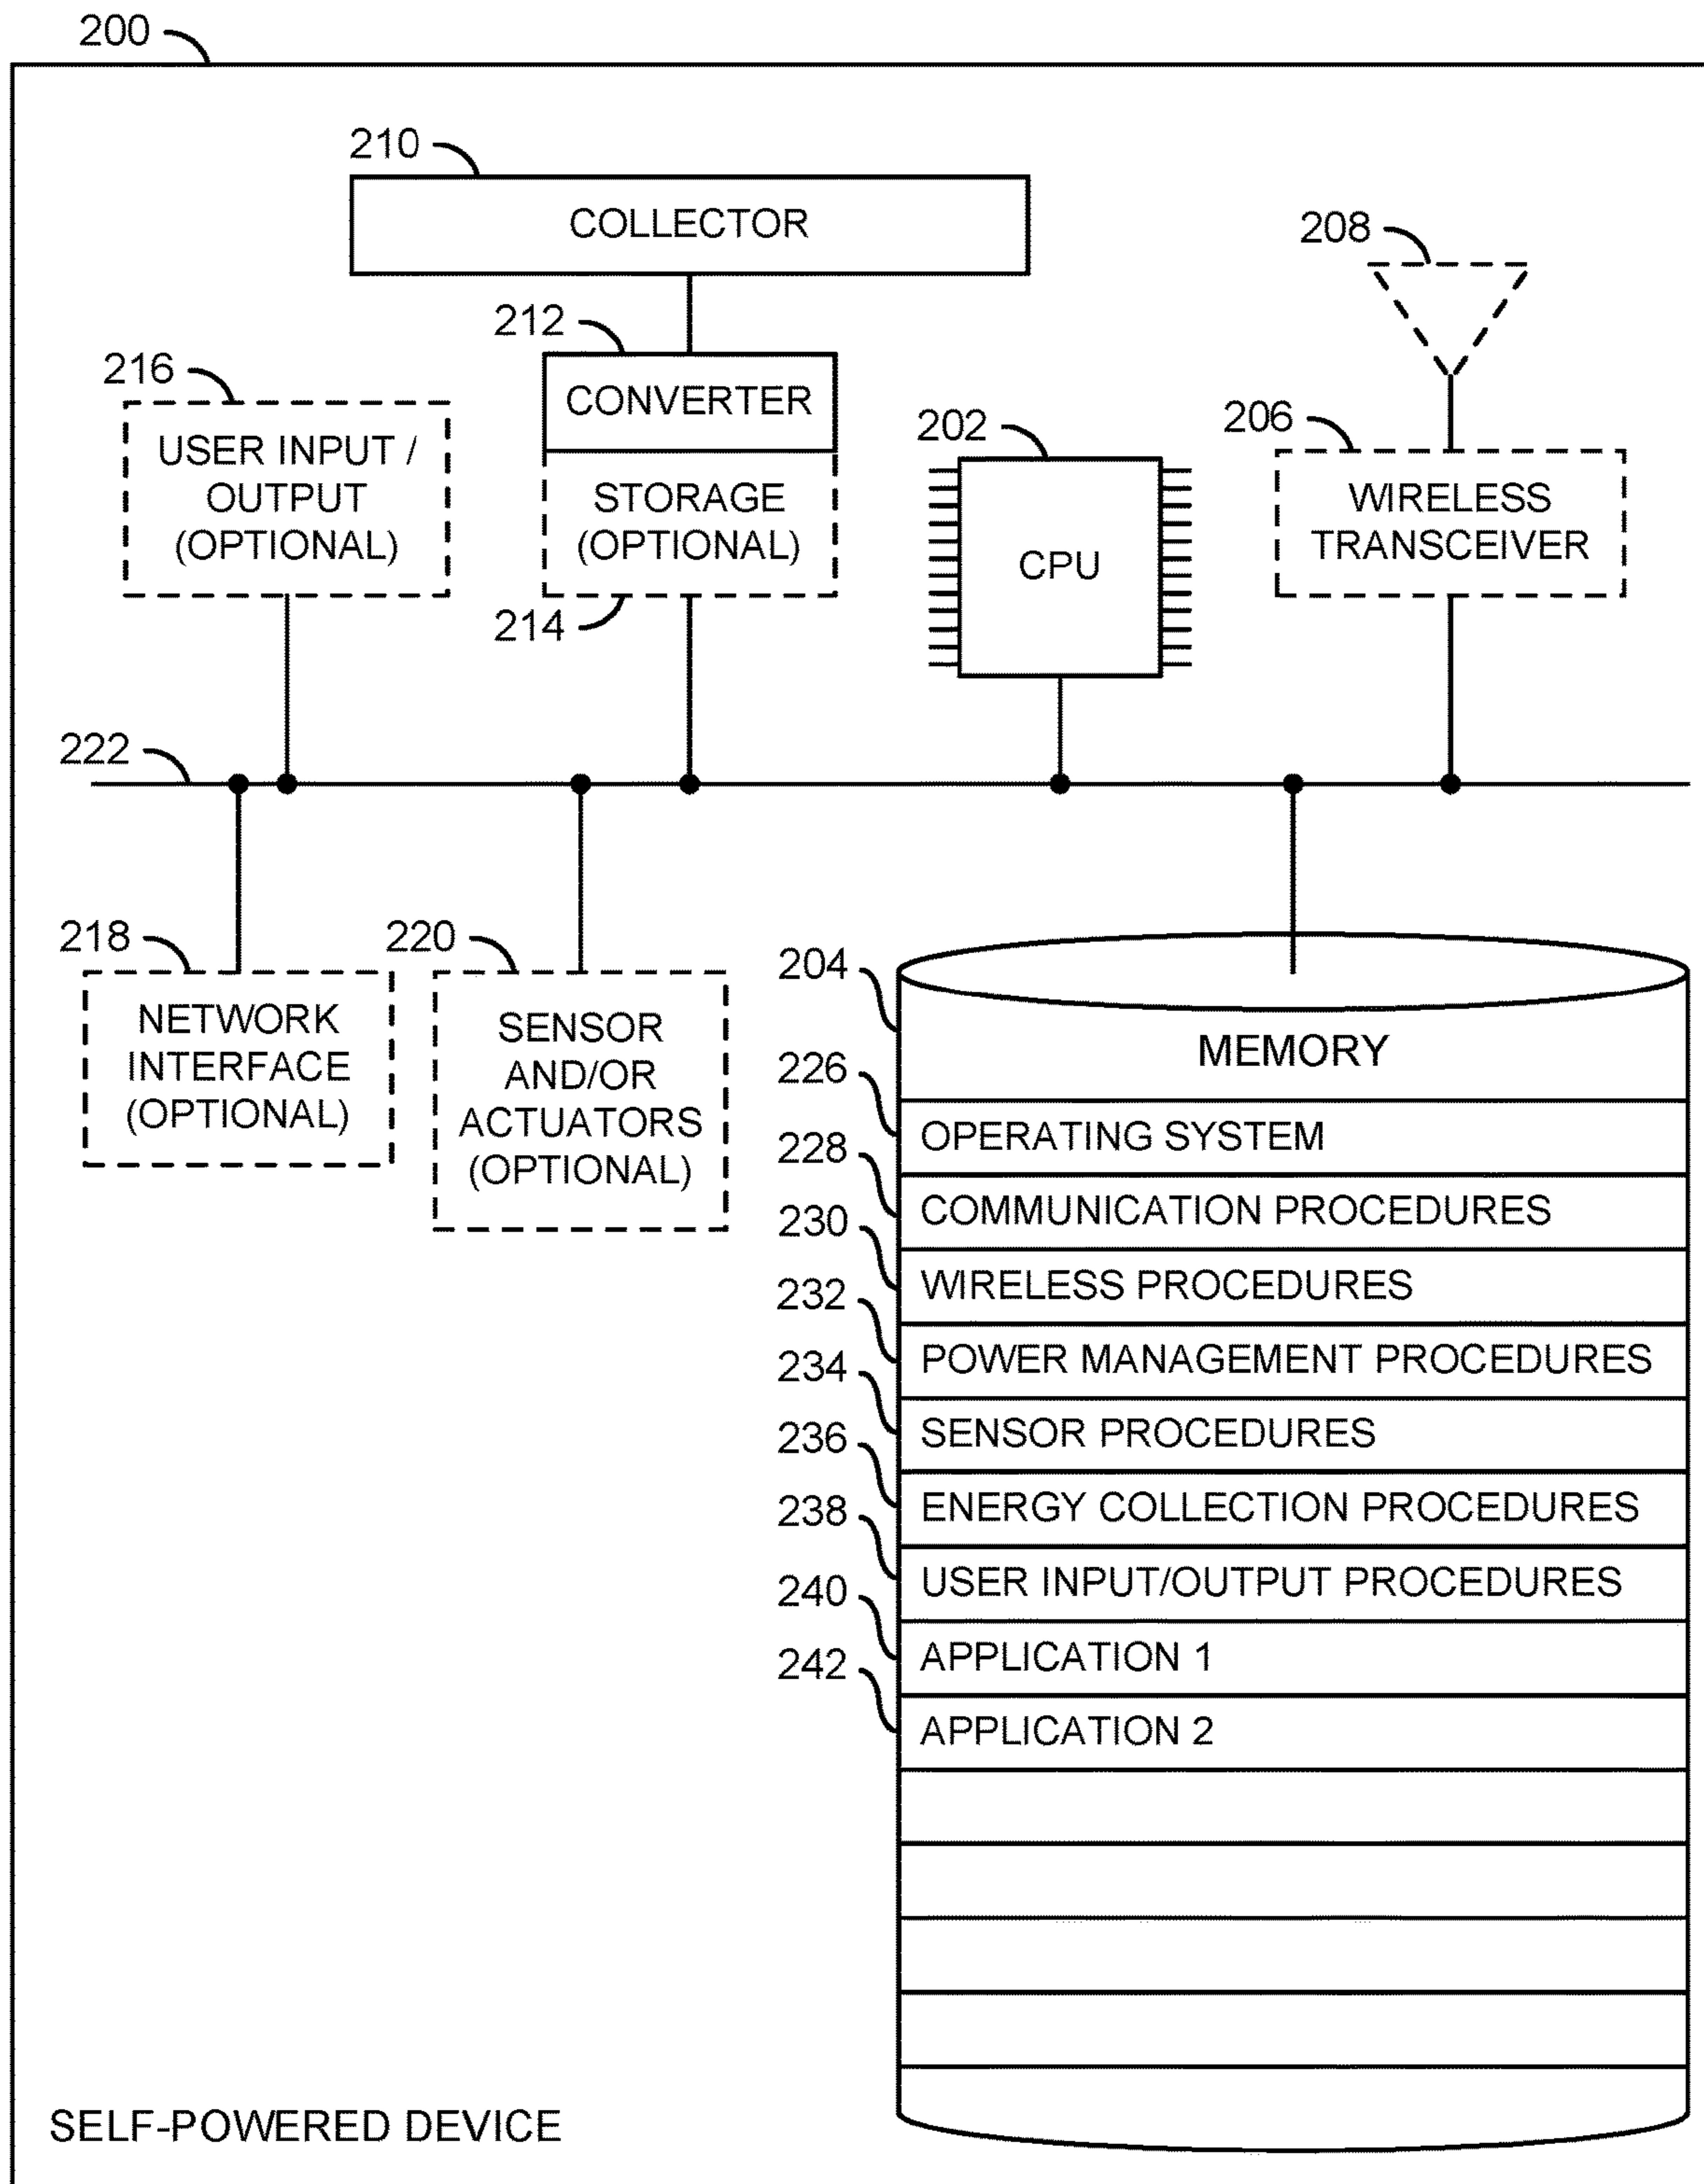 200
210
COLLECTOR
208
212
CONVERTER
216
USER INPUT /
OUTPUT
(OPTIONAL)
STORAGE
(OPTIONAL)
214
202
CPU
206
WIRELESS
TRANSCEIVER
222
218
NETWORK
INTERFACE
(OPTIONAL)
220
SENSOR
AND/OR
ACTUATORS
(OPTIONAL)
204
MEMORY
226
OPERATING SYSTEM
228
COMMUNICATION PROCEDURES
230
WIRELESS PROCEDURES
232
POWER MANAGEMENT PROCEDURES
234
SENSOR PROCEDURES
236
ENERGY COLLECTION PROCEDURES
238
USER INPUT/OUTPUT PROCEDURES
240
APPLICATION 1
242
APPLICATION 2
SELF-POWERED DEVICE